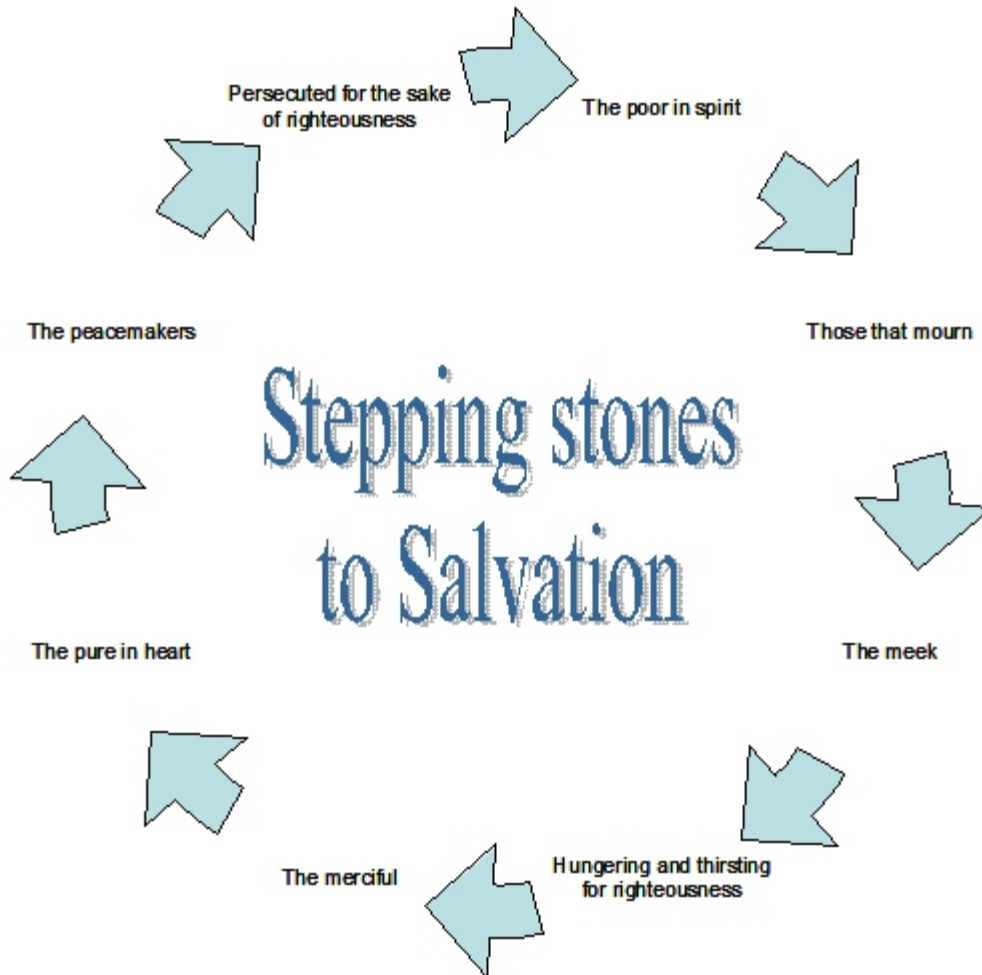 Persecuted for the sake
of righteousness
The poor in spirit
Those that mourn
The meek
Hungering and thirsting
for righteousness
The merciful
The pure in heart
The peacemakers
Stepping stones
to Salvation